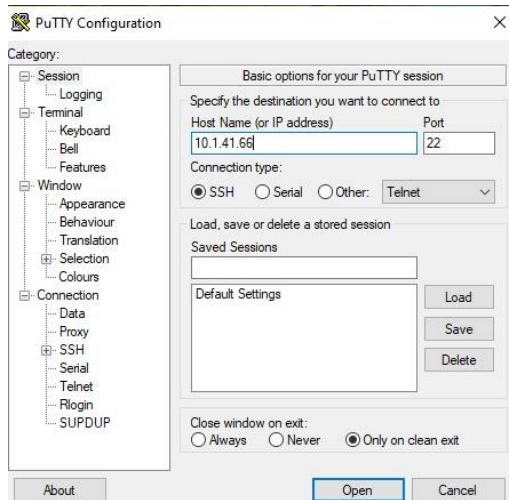 PuTTY Configuration
Category:
Session
Logging
Terminal
Keyboard
Bell
Features
Window
Appearance
Behaviour
Translation
Selection
Colours
Connection
Data
Proxy
SSH
Serial
Telnet
Rlogin
SUPDUP
Basic options for your PuTTY session
Specify the destination you want to connect to
Host Name (or IP address) Port
10.1.41.66 22
Connection type:
SSH Serial Other: Telnet
Load, save or delete a stored session
Saved Sessions
Default Settings
Load
Save
Delete
Close window on exit:
Always Never Only on clean exit
About Open Cancel